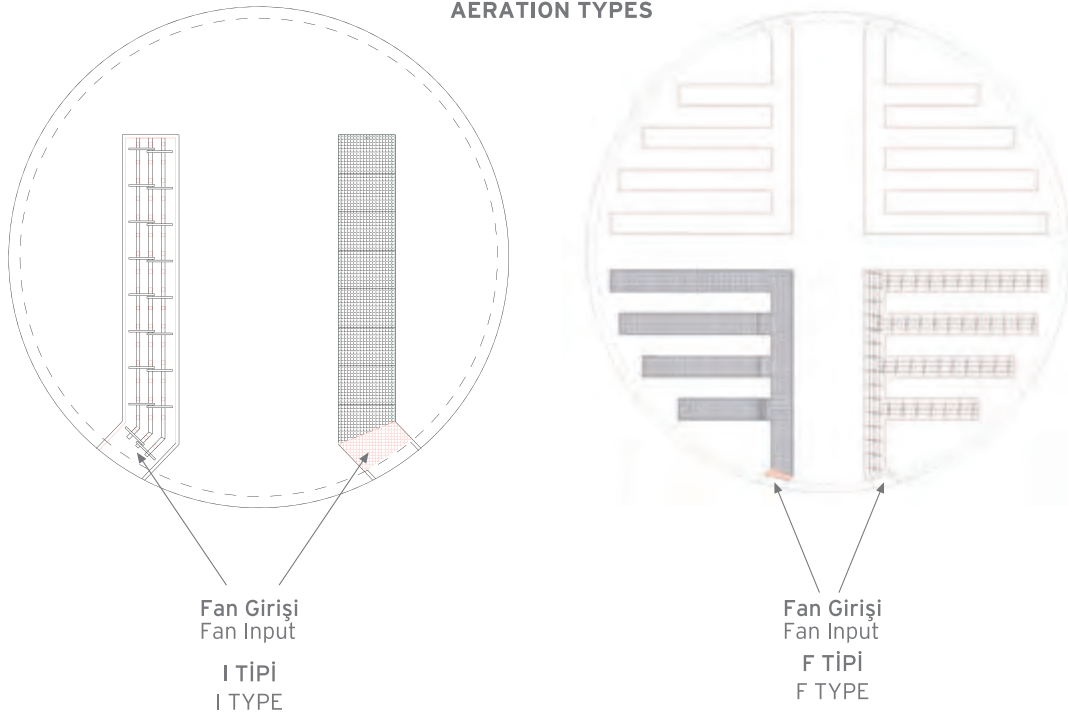 AERATION TYPES
Fan Girişi
Fan Input
I TİPİ
I TYPE
Fan Girişi
Fan Input
F TİPİ
F TYPE